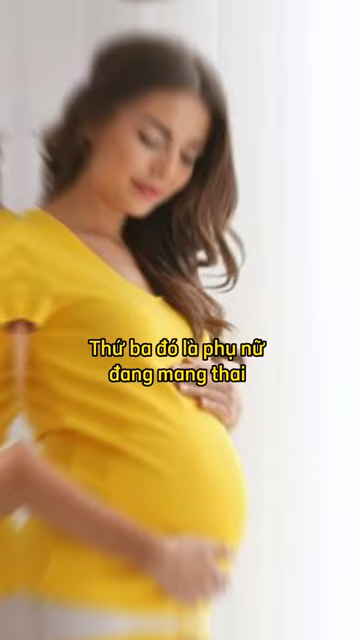 Thứ ba đó là phụ nữ
đang mang thai